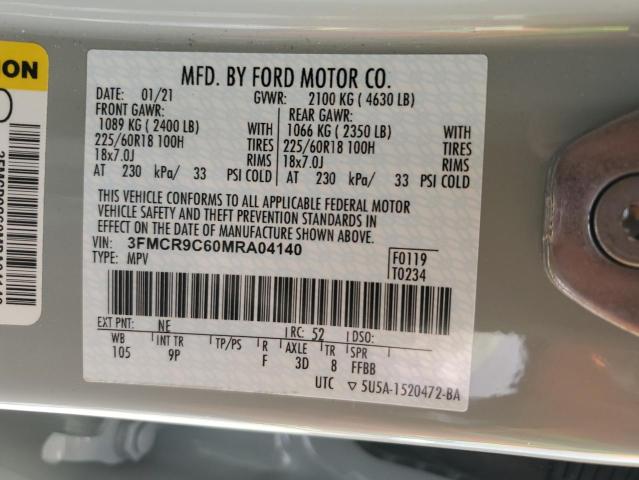 ION
MFD. BY FORD MOTOR CO.
DATE: 01/21 GVWR: 2100 KG ( 4630 LB)
FRONT GAWR: REAR GAWR:
1089 KG ( 2400 LB) WITH 1066 KG ( 2350 LB) WITH
225/60R18 100H TIRES 225/60R18 100H TIRES
18x7.0J RIMS 18x7.0J RIMS
AT 230 kPa/ 33 PSI COLD AT 230 kPa/ 33 PSI COLD
THIS VEHICLE CONFORMS TO ALL APPLICABLE FEDERAL MOTOR
VEHICLE SAFETY AND THEFT PREVENTION STANDARDS IN
EFFECT ON THE DATE OF MANUFACTURE SHOWN ABOVE.
VIN: 3FMCR9C60MRA04140 F0119
TYPE: MPV T0234
EXT PNT: NE RC: 52 DSO:
WB INT TR TP/PS R AXLE TR SPR
105 9P F 3D 8 FFBB
UTC ▽5U5A-1520472-BA